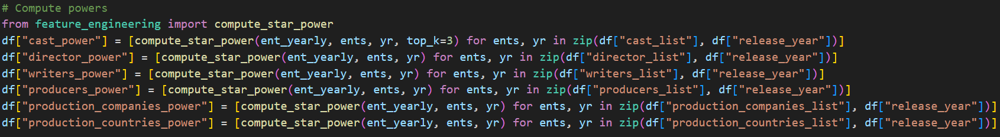 # Compute powers
from feature_engineering import compute_star_power
df["cast_power"] = [compute_star_power(ent_yearly, ents, yr, top_k=3) for ents, yr in zip(df["cast_list"], df["release_year"])]
df["director_power"] = [compute_star_power(ent_yearly, ents, yr) for ents, yr in zip(df["director_list"], df["release_year"])]
df["writers_power"] = [compute_star_power(ent_yearly, ents, yr) for ents, yr in zip(df["writers_list"], df["release_year"])]
df["producers_power"] = [compute_star_power(ent_yearly, ents, yr) for ents, yr in zip(df["producers_list"], df["release_year"])]
df["production_companies_power"] = [compute_star_power(ent_yearly, ents, yr) for ents, yr in zip(df["production_companies_list"], df["release_year"])]
df["production_countries_power"] = [compute_star_power(ent_yearly, ents, yr) for ents, yr in zip(df["production_countries_list"], df["release_year"])]